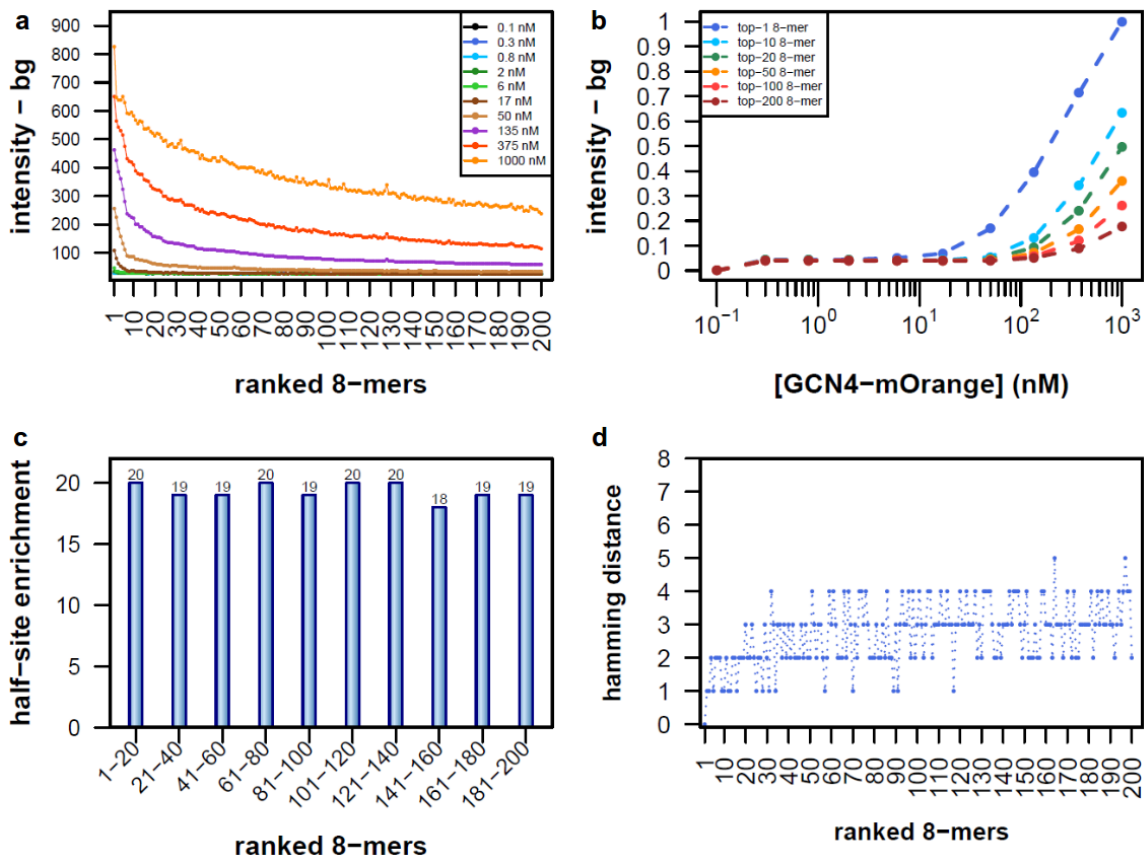 a
intensity − bg
900
800
700
600
500
400
300
200
100
0.1 nM
0.3 nM
0.8 nM
2 nM
6 nM
17 nM
50 nM
135 nM
375 nM
1000 nM
1 10 20 30 40 50 60 70 80 90 100 110 120 130 140 150 160 170 180 190 200
ranked 8−mers
b
intensity − bg
1
0.9
0.8
0.7
0.6
0.5
0.4
0.3
0.2
0.1
0
top−1 8−mer
top−10 8−mer
top−20 8−mer
top−50 8−mer
top−100 8−mer
top−200 8−mer
10⁻¹ 10⁰ 10¹ 10² 10³
[GCN4−mOrange] (nM)
c
half−site enrichment
20
15
10
5
0
20 19 19 20 19 20 20 18 19 19
1−20 21−40 41−60 61−80 81−100 101−120 121−140 141−160 161−180 181−200
ranked 8−mers
d
hamming distance
8
7
6
5
4
3
2
1
0
1 10 20 30 40 50 60 70 80 90 100 110 120 130 140 150 160 170 180 190 200
ranked 8−mers